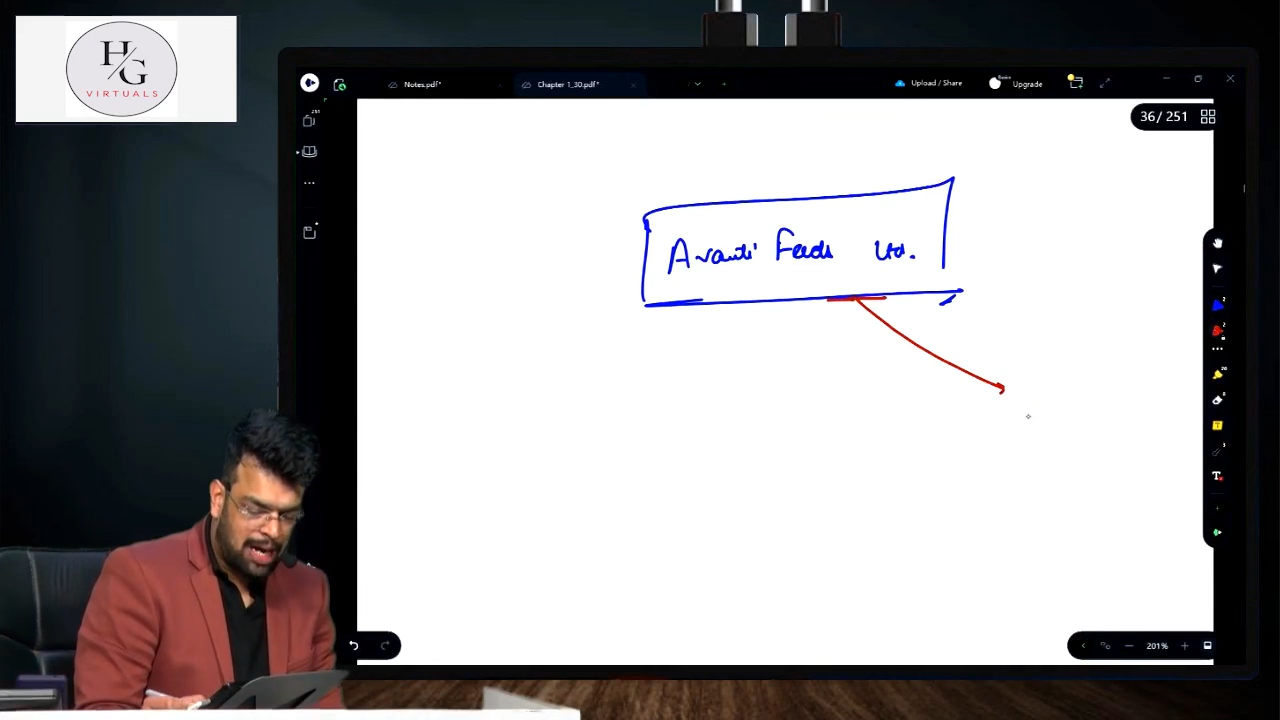 H/G
VIRTUALS
Notes.pdf*
Chapter 1_30.pdf*
Upload / Share
Upgrade
36 / 251
Avanti Feeds Ltd.
201%